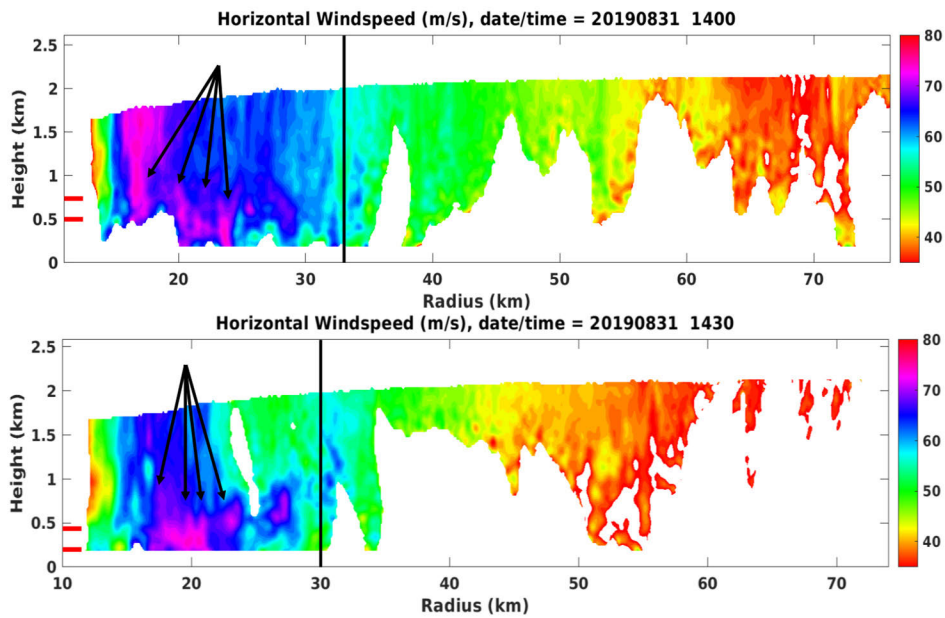 Horizontal Windspeed (m/s), date/time = 20190831 1400
Height (km)
2.5
2
1.5
1
0.5
0
20 30 40 50 60 70
Radius (km)
80
70
60
50
40
Horizontal Windspeed (m/s), date/time = 20190831 1430
Height (km)
2.5
2
1.5
1
0.5
0
10 20 30 40 50 60 70
Radius (km)
80
70
60
50
40